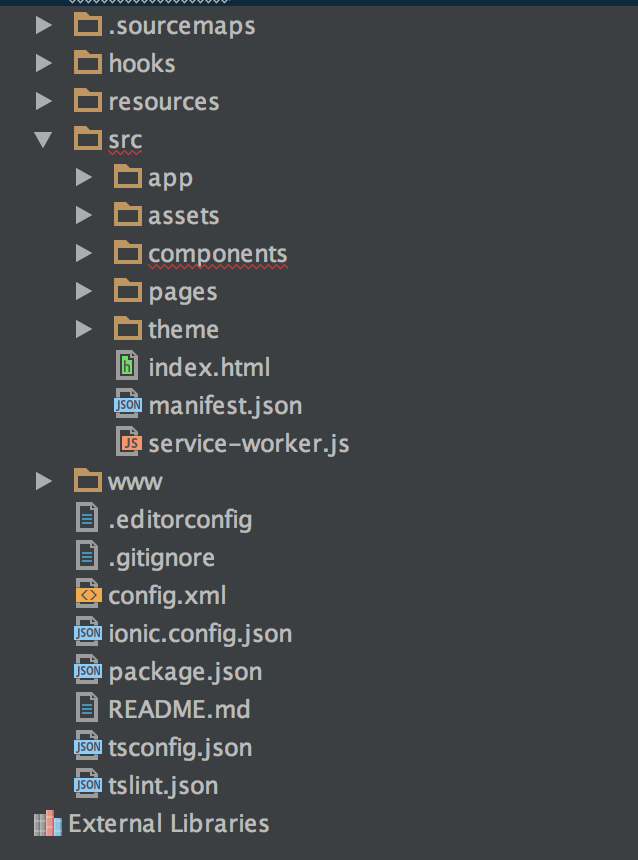 .sourcemaps
hooks
resources
src
app
assets
components
pages
theme
index.html
manifest.json
service-worker.js
www
.editorconfig
.gitignore
config.xml
ionic.config.json
package.json
README.md
tsconfig.json
tslint.json
External Libraries